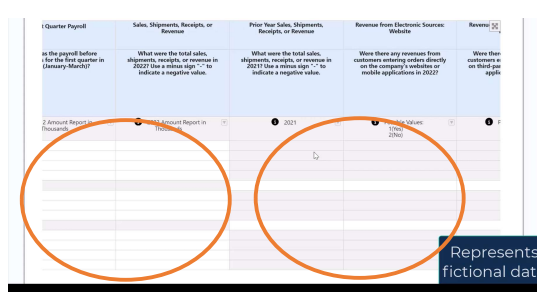 t Quarter Payroll
Sales, Shipments, Receipts, or
Revenue
Prior Year Sales, Shipments,
Receipts, or Revenue
Revenue from Electronic Sources:
Website
Revenu
as the payroll before
s for the first quarter in
(January-March)?
What were the total sales,
shipments, receipts, or revenue in
2022? Use a minus sign "-" to
indicate a negative value.
What were the total sales,
shipments, receipts, or revenue in
2021? Use a minus sign "-" to
indicate a negative value.
Were there any revenues from
customers entering orders directly
on the company's websites or
mobile applications in 2022?
Were ther
customers e
on third-par
applic
2 Amount Report in
Thousands
2022 Amount Report in
Thousands
2021
Values:
1(Yes)
2(No)
Represents
fictional dat